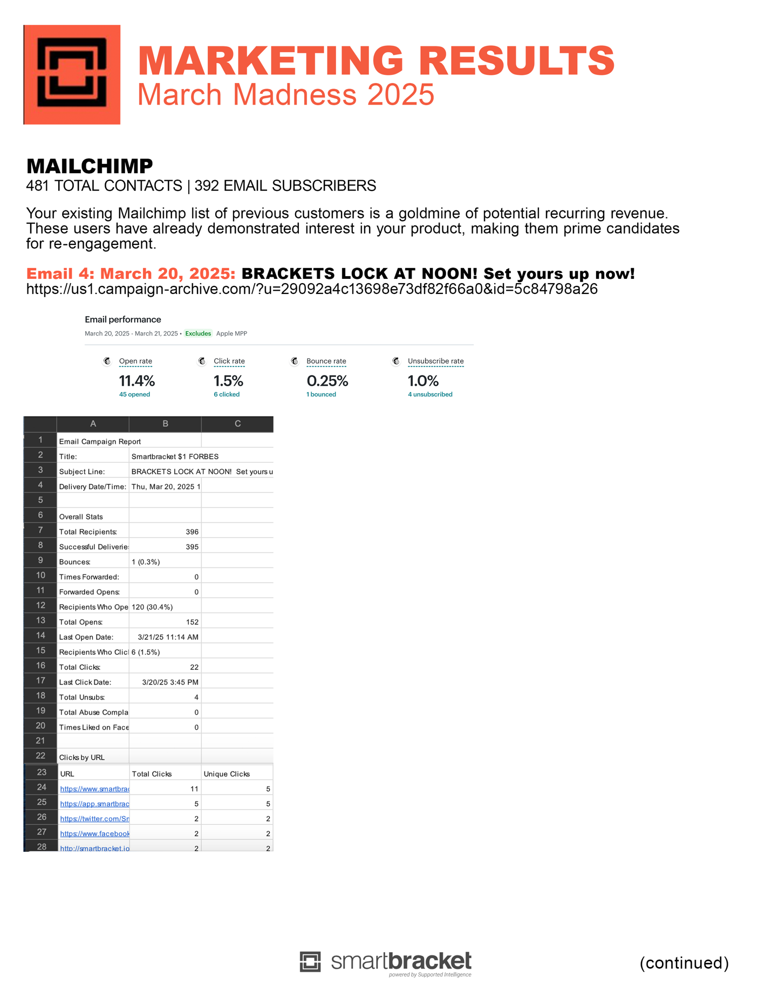 MARKETING RESULTS
March Madness 2025
MAILCHIMP
481 TOTAL CONTACTS | 392 EMAIL SUBSCRIBERS
Your existing Mailchimp list of previous customers is a goldmine of potential recurring revenue.
These users have already demonstrated interest in your product, making them prime candidates
for re-engagement.
Email 4: March 20, 2025: BRACKETS LOCK AT NOON! Set yours up now!
https://us1.campaign-archive.com/?u=29092a4c13698e73df82f66a0&id=5c84798a26
Email performance
March 20, 2025 - March 21, 2025 • Excludes Apple MPP
Open rate Click rate Bounce rate Unsubscribe rate
11.4% 1.5% 0.25% 1.0%
45 opened 6 clicked 1 bounced 4 unsubscribed
A B C
1 Email Campaign Report
2 Title: Smartbracket $1 FORBES
3 Subject Line: BRACKETS LOCK AT NOON! Set yours u
4 Delivery Date/Time: Thu, Mar 20, 2025 1
5
6 Overall Stats
7 Total Recipients: 396
8 Successful Deliveries 395
9 Bounces: 1 (0.3%)
10 Times Forwarded: 0
11 Forwarded Opens: 0
12 Recipients Who Ope 120 (30.4%)
13 Total Opens: 152
14 Last Open Date: 3/21/25 11:14 AM
15 Recipients Who Clic 6 (1.5%)
16 Total Clicks: 22
17 Last Click Date: 3/20/25 3:45 PM
18 Total Unsubs: 4
19 Total Abuse Compla 0
20 Times Liked on Face 0
21
22 Clicks by URL
23 URL Total Clicks Unique Clicks
24 https://www.smartbrac 11 5
25 https://app.smartbrac 5 5
26 https://twitter.com/Sm 2 2
27 https://www.facebook 2 2
28 http://smartbracket.io 2 2
smartbracket
powered by Supported Intelligence
(continued)